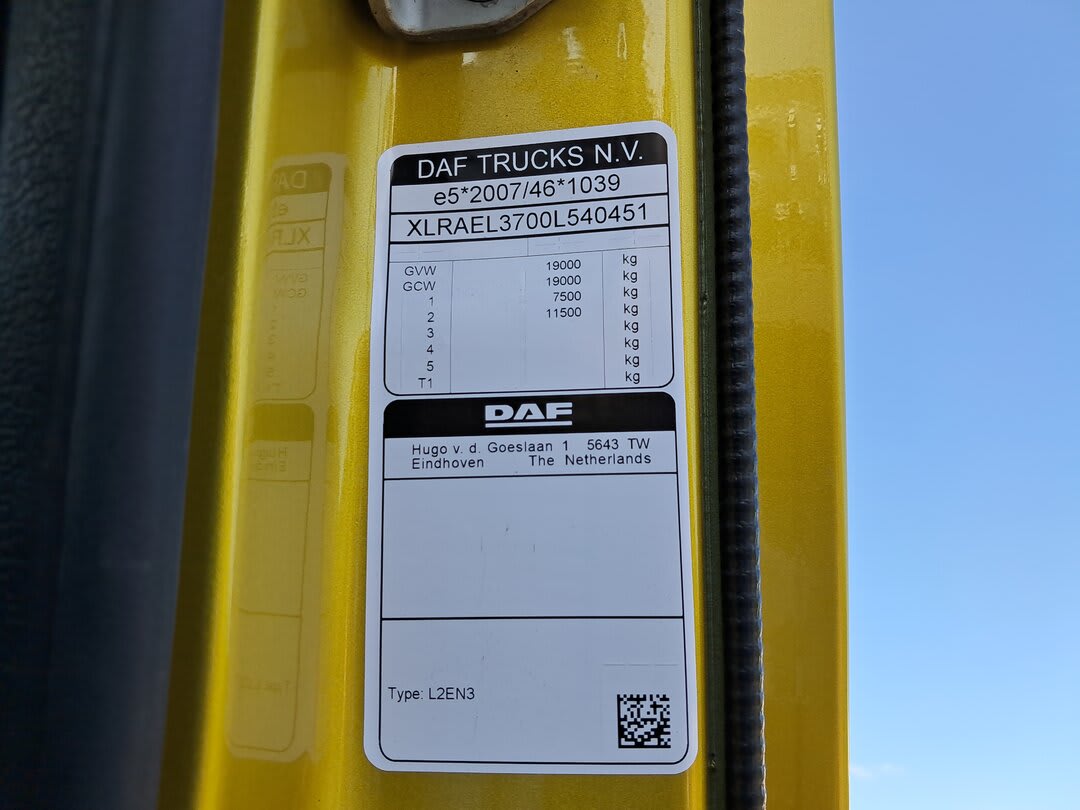 DAF TRUCKS N.V.
e5*2007/46*1039
XLRAEL3700L540451
GVW 19000 kg
GCW 19000 kg
1 7500 kg
2 11500 kg
3 kg
4 kg
5 kg
T1 kg
DAF
Hugo v. d. Goeslaan 1 5643 TW
Eindhoven The Netherlands
Type: L2EN3